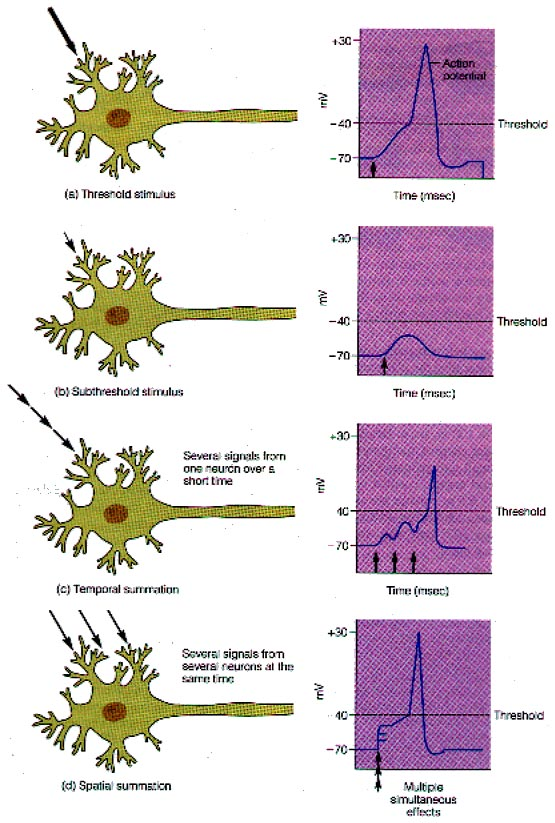 +30
Action
potential
mV
−40
Threshold
−70
(a) Threshold stimulus
Time (msec)
+30
mV
−40
Threshold
−70
(b) Subthreshold stimulus
Time (msec)
+30
Several signals from
one neuron over a
short time
mV
40
Threshold
−70
(c) Temporal summation
Time (msec)
+30
Several signals from
several neurons at the
same time
mV
−40
Threshold
−70
(d) Spatial summation
Multiple
simultaneous
effects